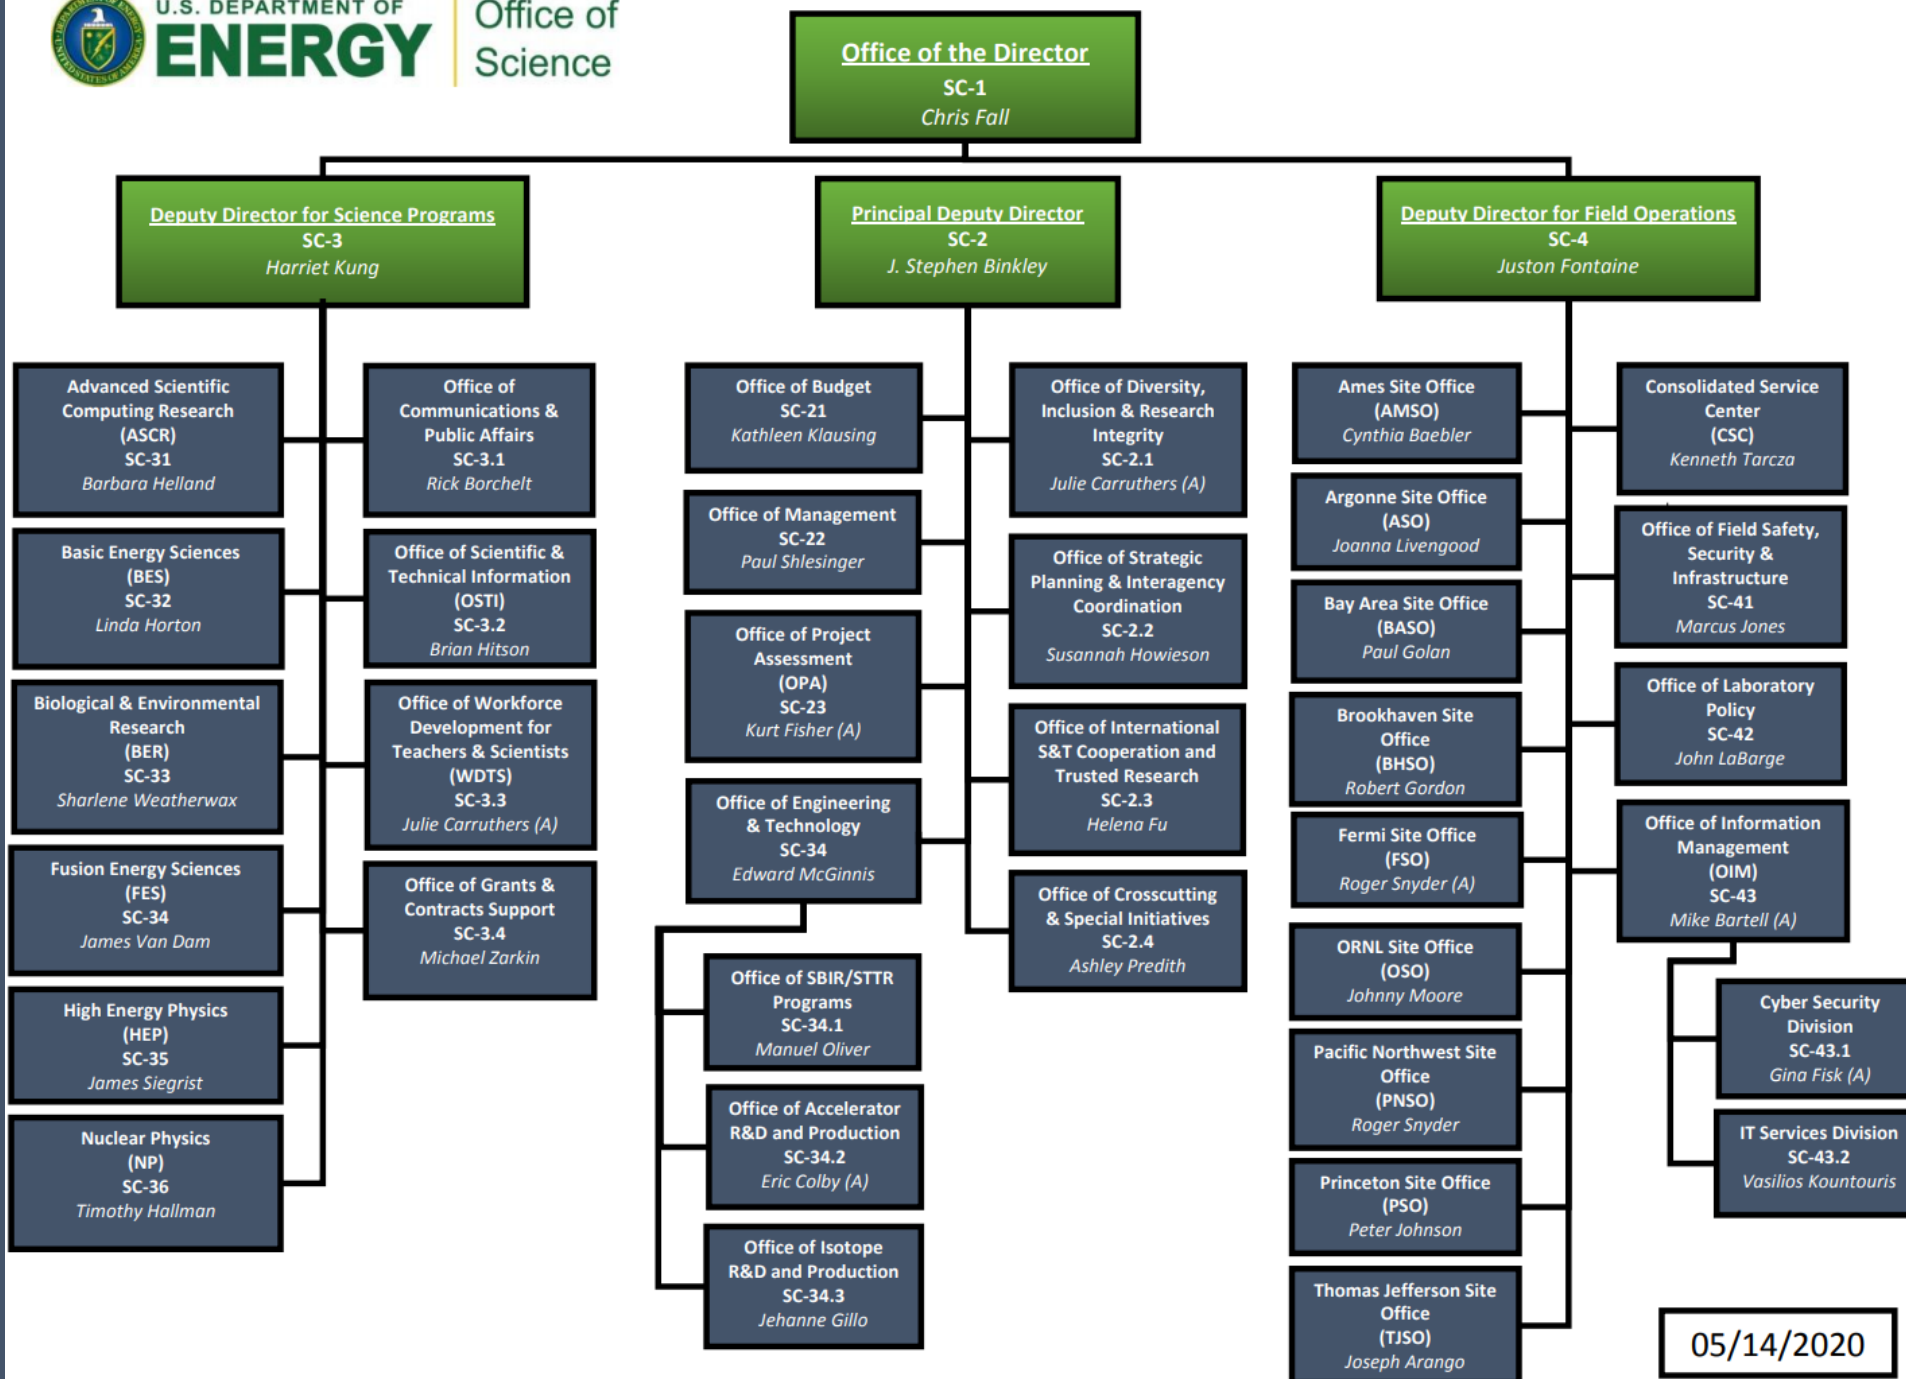 U.S. DEPARTMENT OF
ENERGY
Office of
Science
Office of the Director
SC-1
Chris Fall
Deputy Director for Science Programs
SC-3
Harriet Kung
Principal Deputy Director
SC-2
J. Stephen Binkley
Deputy Director for Field Operations
SC-4
Juston Fontaine
Advanced Scientific
Computing Research
(ASCR)
SC-31
Barbara Helland
Basic Energy Sciences
(BES)
SC-32
Linda Horton
Biological & Environmental
Research
(BER)
SC-33
Sharlene Weatherwax
Fusion Energy Sciences
(FES)
SC-34
James Van Dam
High Energy Physics
(HEP)
SC-35
James Siegrist
Nuclear Physics
(NP)
SC-36
Timothy Hallman
Office of
Communications &
Public Affairs
SC-3.1
Rick Borchelt
Office of Scientific &
Technical Information
(OSTI)
SC-3.2
Brian Hitson
Office of Workforce
Development for
Teachers & Scientists
(WDTS)
SC-3.3
Julie Carruthers (A)
Office of Grants &
Contracts Support
SC-3.4
Michael Zarkin
Office of Budget
SC-21
Kathleen Klausing
Office of Management
SC-22
Paul Shlesinger
Office of Project
Assessment
(OPA)
SC-23
Kurt Fisher (A)
Office of Engineering
& Technology
SC-34
Edward McGinnis
Office of SBIR/STTR
Programs
SC-34.1
Manuel Oliver
Office of Accelerator
R&D and Production
SC-34.2
Eric Colby (A)
Office of Isotope
R&D and Production
SC-34.3
Jehanne Gillo
Office of Diversity,
Inclusion & Research
Integrity
SC-2.1
Julie Carruthers (A)
Office of Strategic
Planning & Interagency
Coordination
SC-2.2
Susannah Howieson
Office of International
S&T Cooperation and
Trusted Research
SC-2.3
Helena Fu
Office of Crosscutting
& Special Initiatives
SC-2.4
Ashley Predith
Ames Site Office
(AMSO)
Cynthia Baebler
Argonne Site Office
(ASO)
Joanna Livengood
Bay Area Site Office
(BASO)
Paul Golan
Brookhaven Site
Office
(BHSO)
Robert Gordon
Fermi Site Office
(FSO)
Roger Snyder (A)
ORNL Site Office
(OSO)
Johnny Moore
Pacific Northwest Site
Office
(PNSO)
Roger Snyder
Princeton Site Office
(PSO)
Peter Johnson
Thomas Jefferson Site
Office
(TJSO)
Joseph Arango
Consolidated Service
Center
(CSC)
Kenneth Tarcza
Office of Field Safety,
Security &
Infrastructure
SC-41
Marcus Jones
Office of Laboratory
Policy
SC-42
John LaBarge
Office of Information
Management
(OIM)
SC-43
Mike Bartell (A)
Cyber Security
Division
SC-43.1
Gina Fisk (A)
IT Services Division
SC-43.2
Vasilios Kountouris
05/14/2020